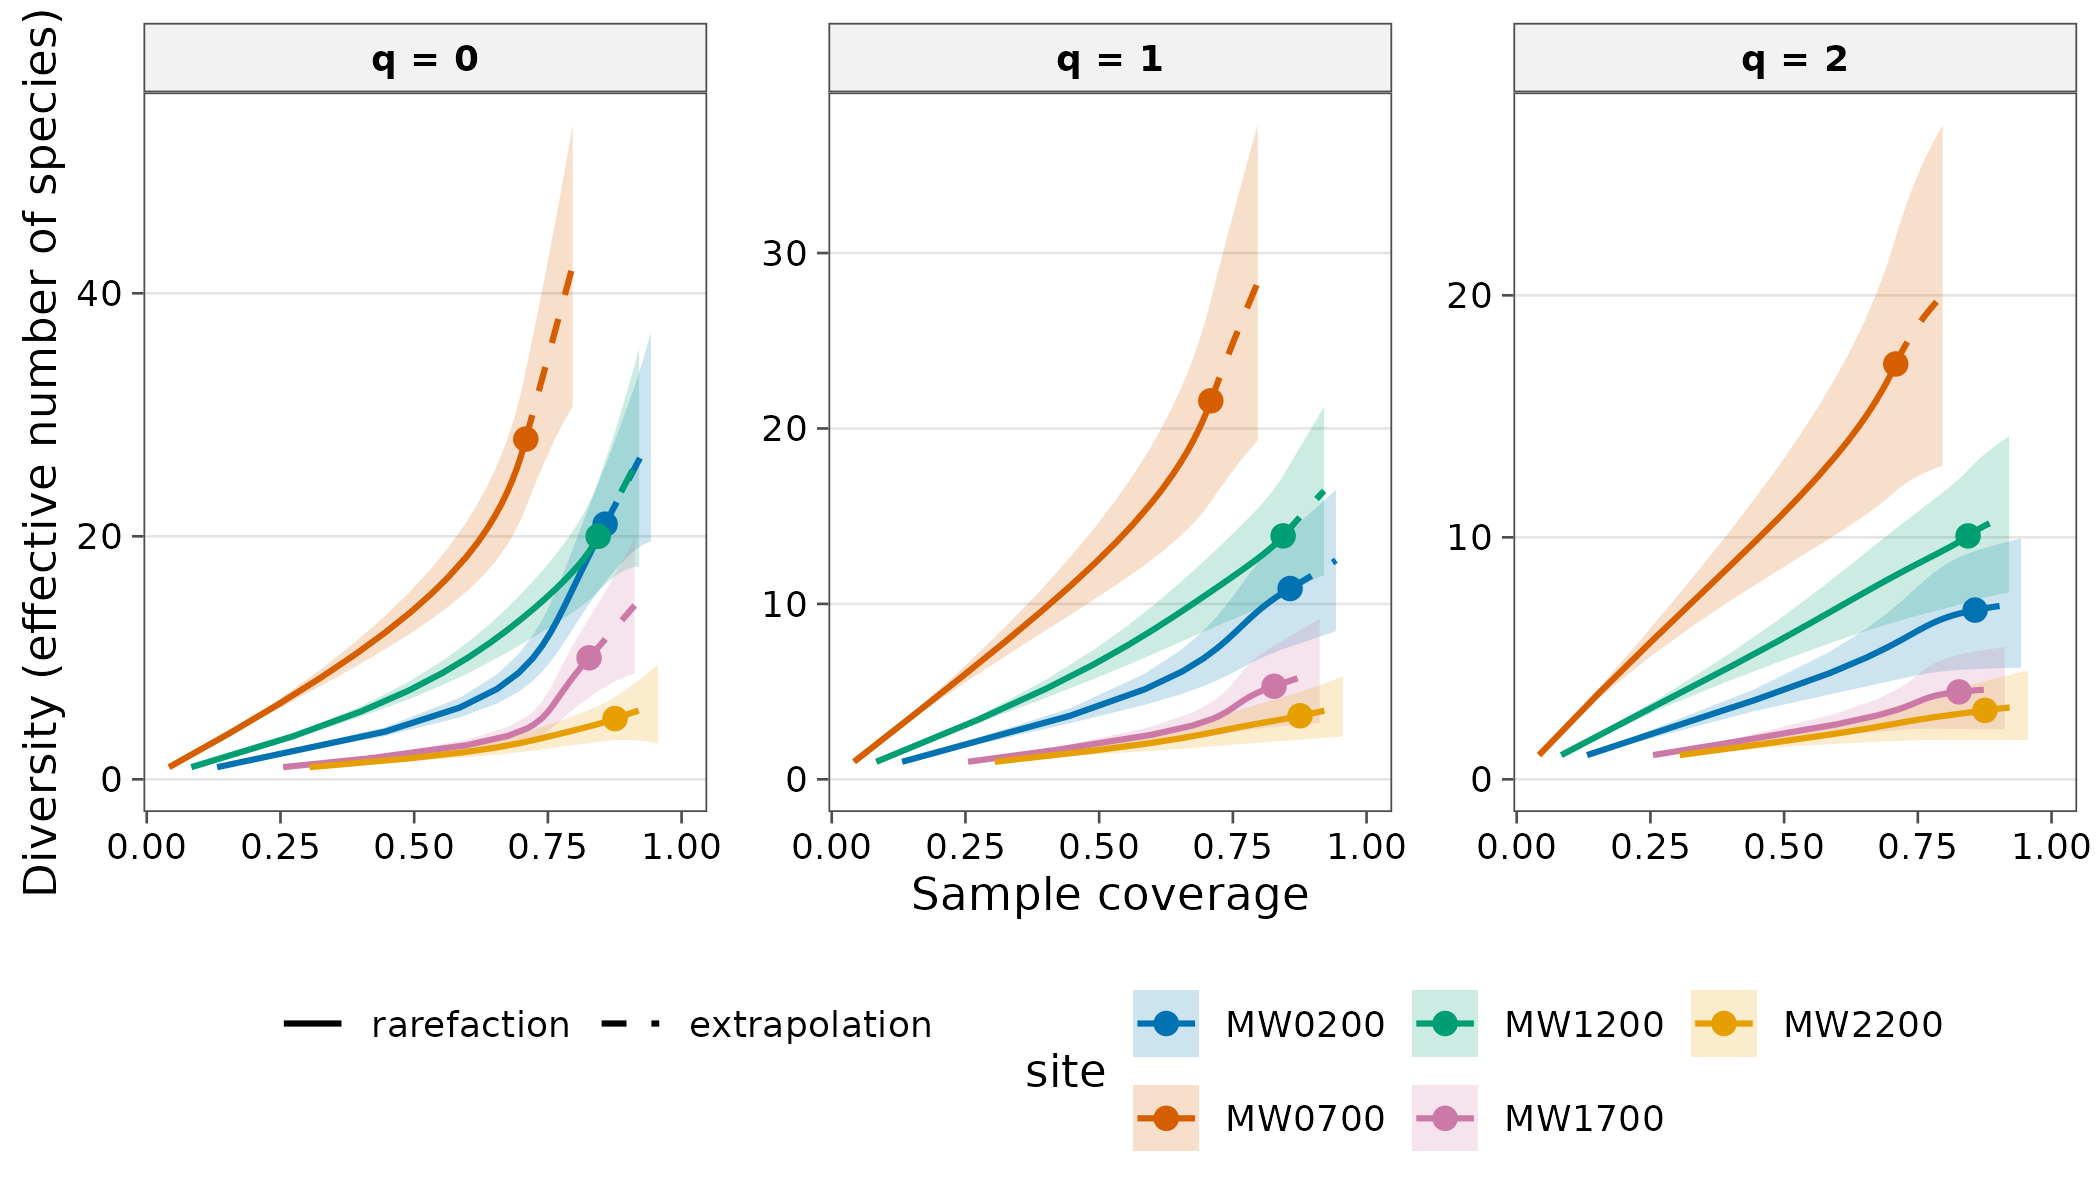 Diversity (effective number of species)
q = 0
q = 1
q = 2
40
20
0
30
20
10
0
20
10
0
0.00 0.25 0.50 0.75 1.00
0.00 0.25 0.50 0.75 1.00
0.00 0.25 0.50 0.75 1.00
Sample coverage
rarefaction extrapolation
site
MW0200 MW1200 MW2200
MW0700 MW1700